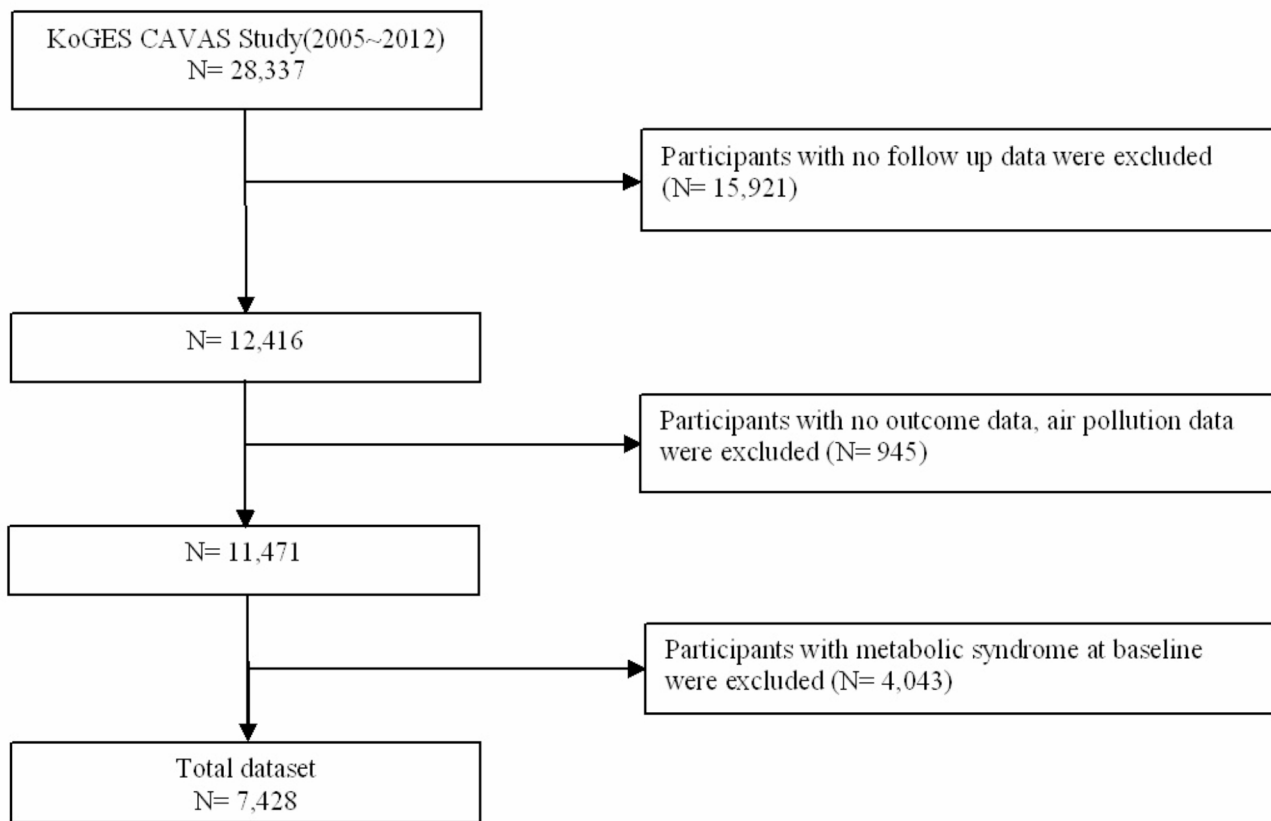 KoGES CAVAS Study(2005~2012)
N= 28,337
Participants with no follow up data were excluded
(N= 15,921)
N= 12,416
Participants with no outcome data, air pollution data
were excluded (N= 945)
N= 11,471
Participants with metabolic syndrome at baseline
were excluded (N= 4,043)
Total dataset
N= 7,428